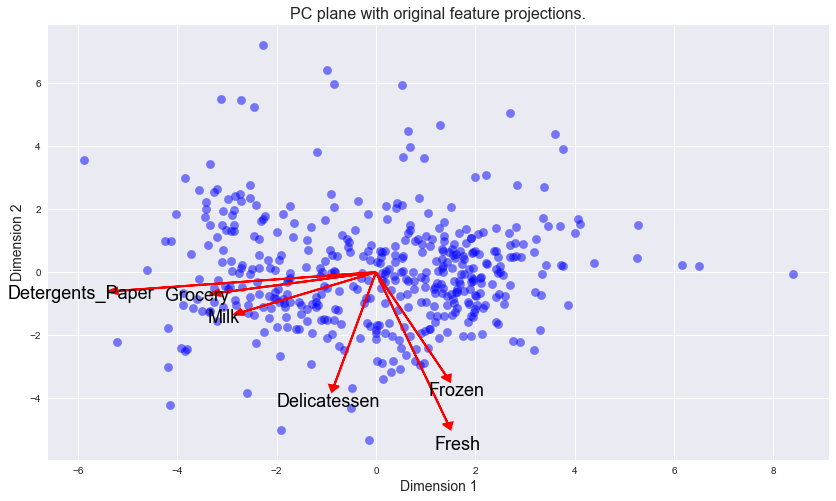 PC plane with original feature projections.
6
4
2
0
−2
−4
Dimension 2
Detergents_Paper
Grocery
Milk
Delicatessen
Frozen
Fresh
−6 −4 −2 0 2 4 6 8
Dimension 1